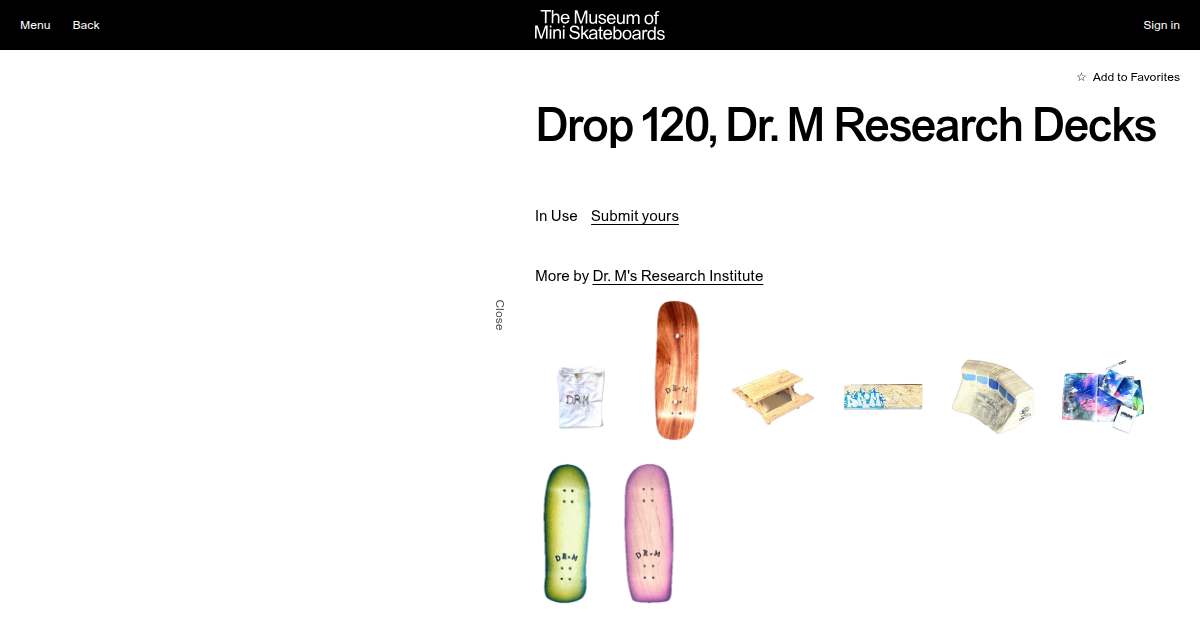 Menu Back
The Museum of
Mini Skateboards
Sign in
☆ Add to Favorites
Drop 120, Dr. M Research Decks
In Use Submit yours
More by Dr. M's Research Institute
Close
DRM
DR•M
DR•M
DR•M